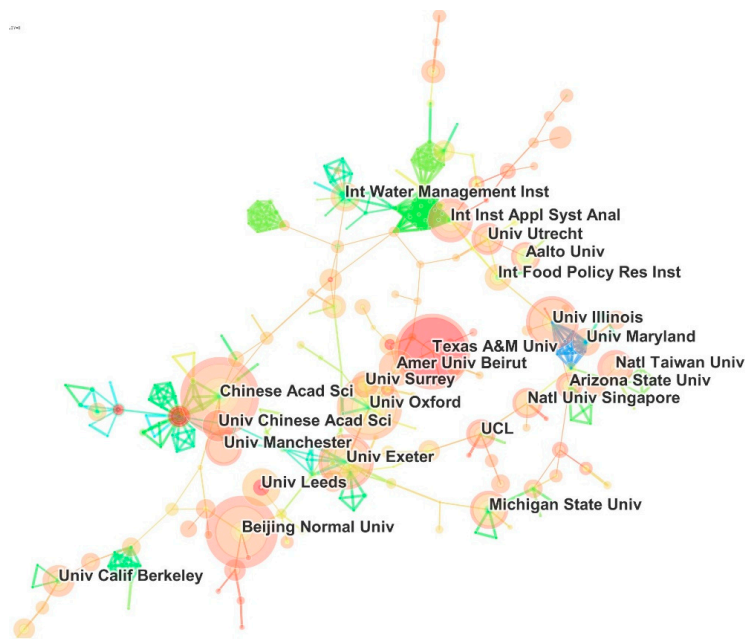 Int Water Management Inst
Int Inst Appl Syst Anal
Univ Utrecht
Aalto Univ
Int Food Policy Res Inst
Univ Illinois
Univ Maryland
Texas A&M Univ
Amer Univ Beirut
Natl Taiwan Univ
Univ Surrey
Arizona State Univ
Chinese Acad Sci
Natl Univ Singapore
Univ Oxford
Univ Chinese Acad Sci
UCL
Univ Manchester
Univ Exeter
Univ Leeds
Michigan State Univ
Beijing Normal Univ
Univ Calif Berkeley